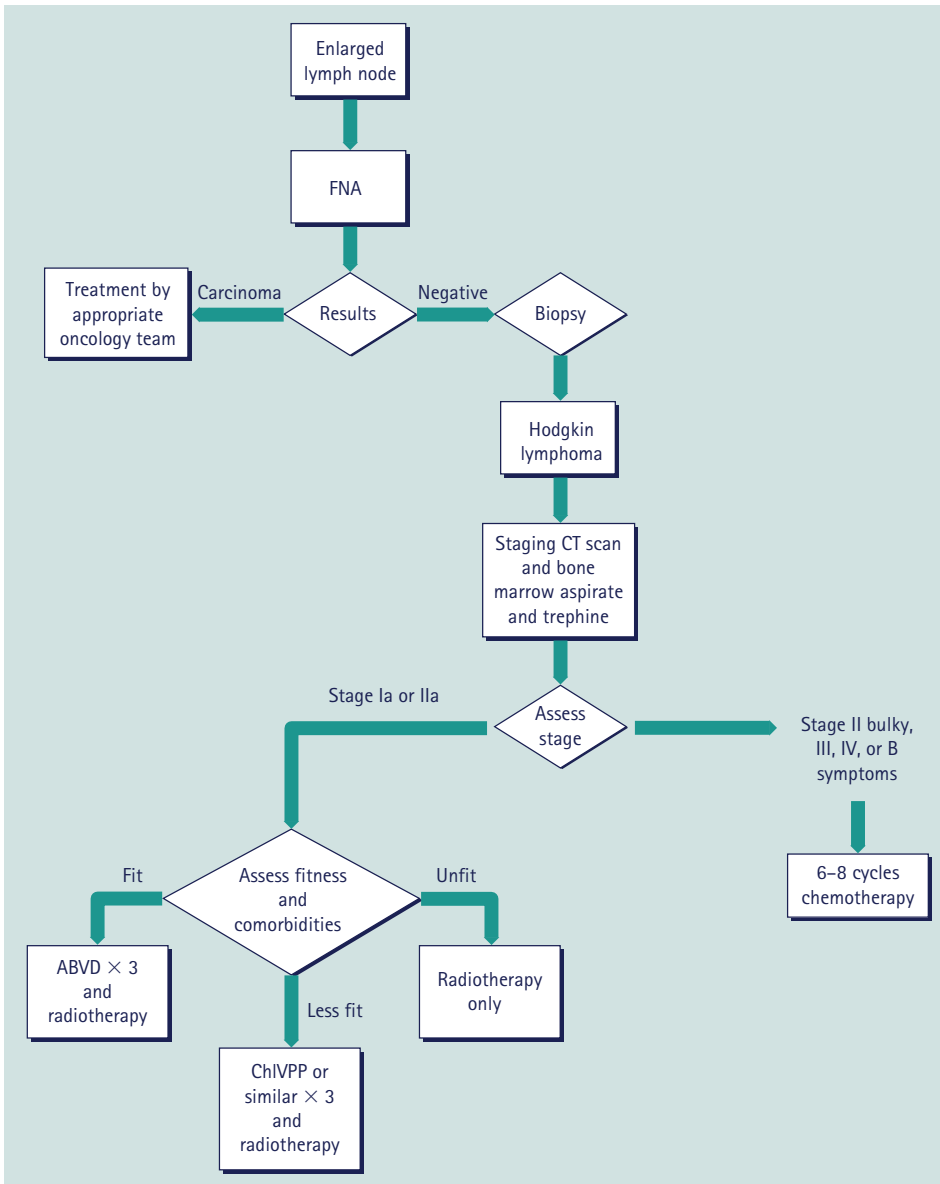 Enlarged
lymph node
FNA
Treatment by
appropriate
oncology team
Carcinoma
Results
Negative
Biopsy
Hodgkin
lymphoma
Staging CT scan
and bone
marrow aspirate
and trephine
Stage Ia or IIa
Assess
stage
Stage II bulky,
III, IV, or B
symptoms
6–8 cycles
chemotherapy
Fit
Assess fitness
and
comorbidities
Unfit
ABVD × 3
and
radiotherapy
Less fit
Radiotherapy
only
ChlVPP or
similar × 3
and
radiotherapy